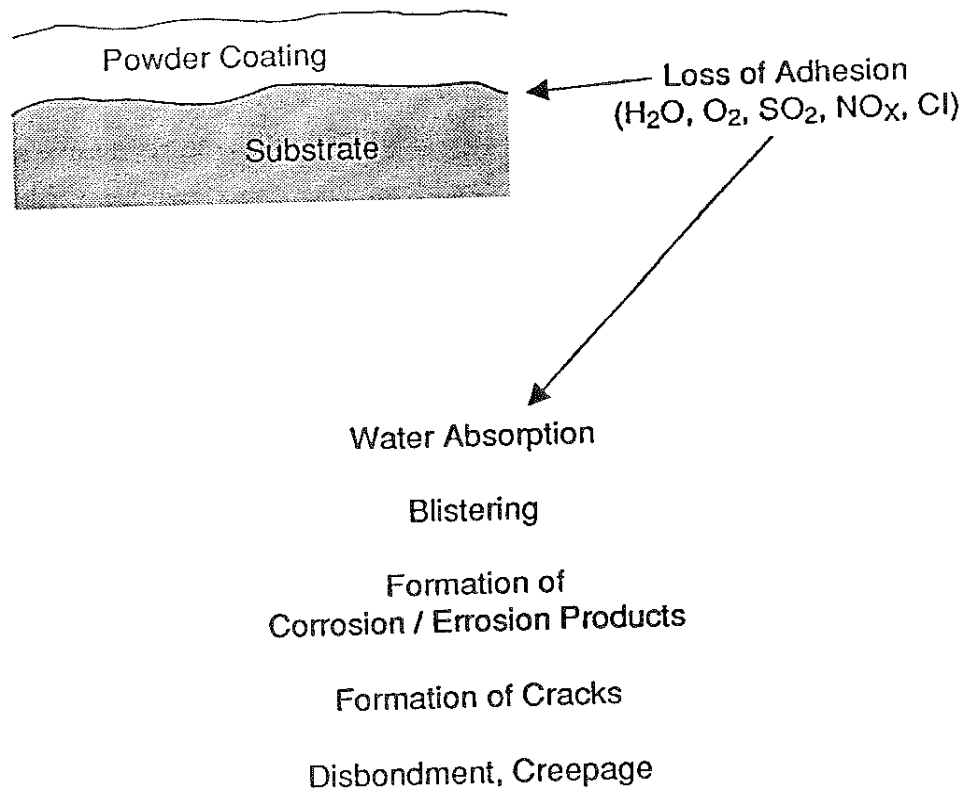 Powder Coating
Substrate
Loss of Adhesion
(H₂O, O₂, SO₂, NOₓ, Cl)
Water Absorption
Blistering
Formation of
Corrosion / Errosion Products
Formation of Cracks
Disbondment, Creepage